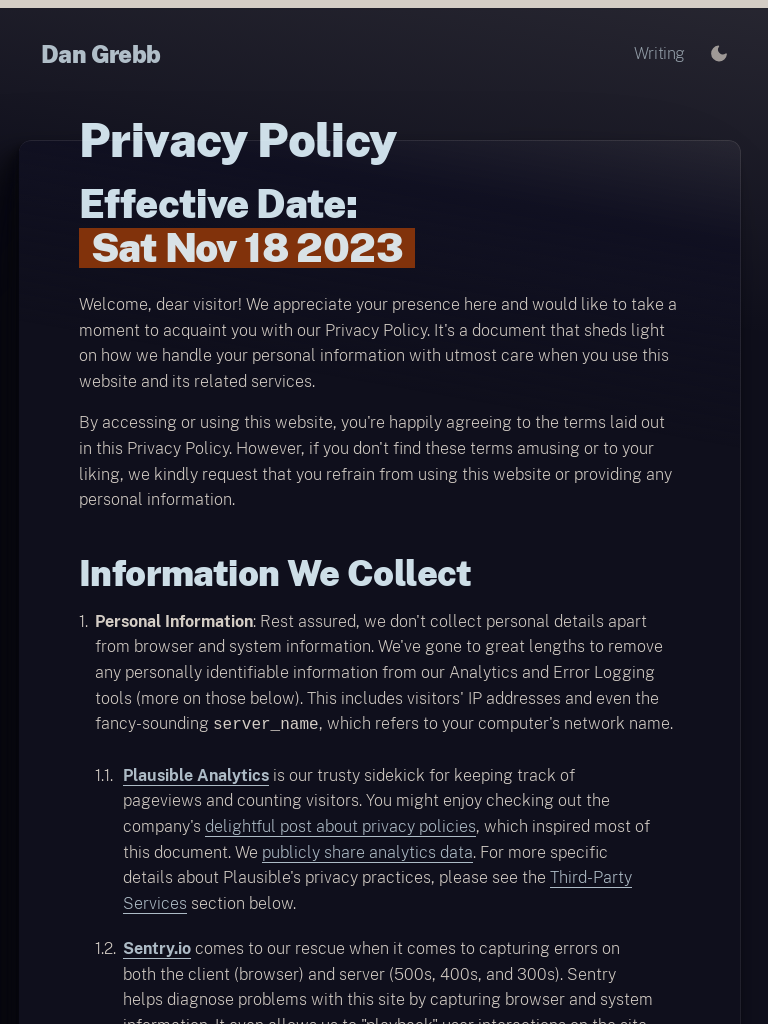 Dan Grebb
Writing
Privacy Policy
Effective Date:
Sat Nov 18 2023
Welcome, dear visitor! We appreciate your presence here and would like to take a
moment to acquaint you with our Privacy Policy. It's a document that sheds light
on how we handle your personal information with utmost care when you use this
website and its related services.
By accessing or using this website, you're happily agreeing to the terms laid out
in this Privacy Policy. However, if you don't find these terms amusing or to your
liking, we kindly request that you refrain from using this website or providing any
personal information.
Information We Collect
1. Personal Information: Rest assured, we don't collect personal details apart
from browser and system information. We've gone to great lengths to remove
any personally identifiable information from our Analytics and Error Logging
tools (more on those below). This includes visitors' IP addresses and even the
fancy-sounding server_name, which refers to your computer's network name.
1.1. Plausible Analytics is our trusty sidekick for keeping track of
pageviews and counting visitors. You might enjoy checking out the
company's delightful post about privacy policies, which inspired most of
this document. We publicly share analytics data. For more specific
details about Plausible's privacy practices, please see the Third-Party
Services section below.
1.2. Sentry.io comes to our rescue when it comes to capturing errors on
both the client (browser) and server (500s, 400s, and 300s). Sentry
helps diagnose problems with this site by capturing browser and system
information. It even allows us to "playback" user interactions on the site